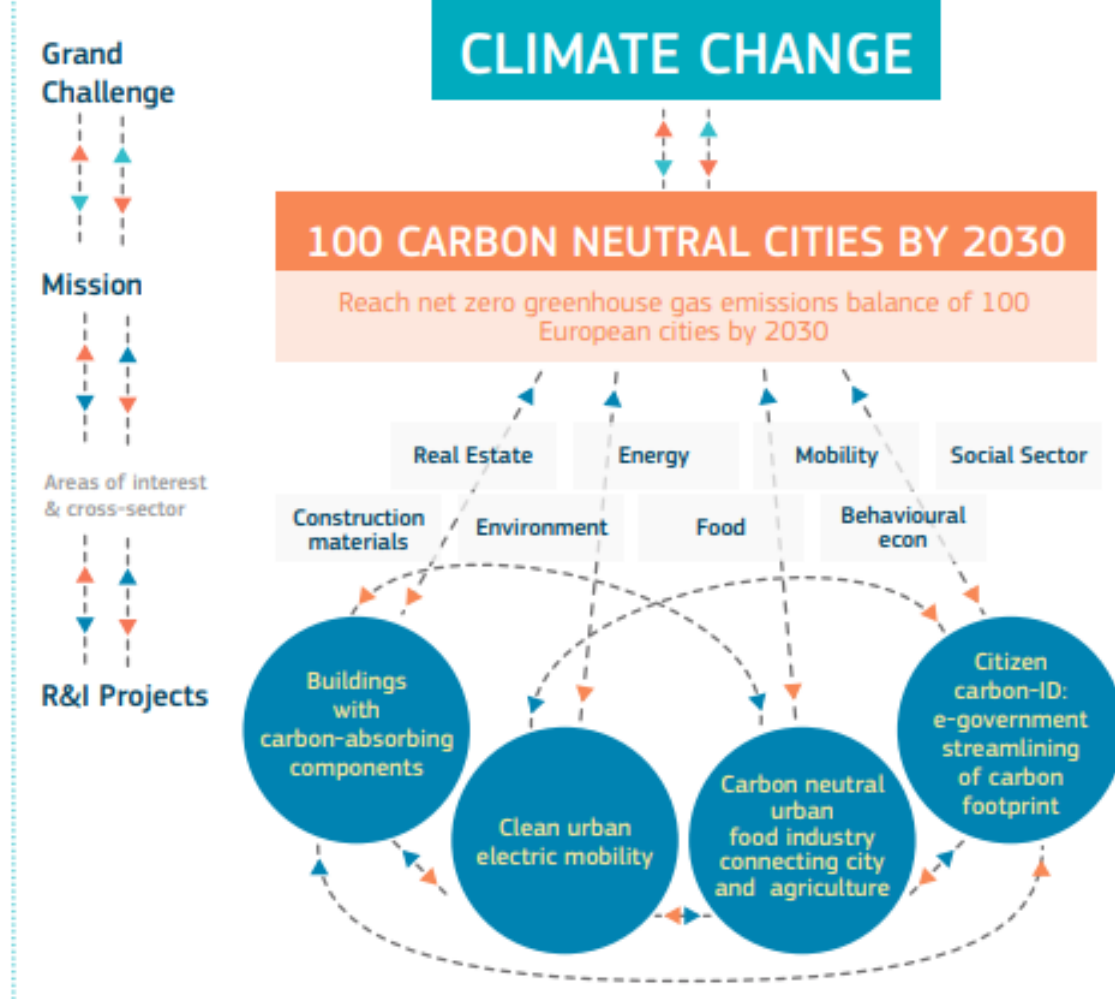 Grand
Challenge
CLIMATE CHANGE
Mission
100 CARBON NEUTRAL CITIES BY 2030
Reach net zero greenhouse gas emissions balance of 100
European cities by 2030
Areas of interest
& cross-sector
Real Estate
Energy
Mobility
Social Sector
Construction
materials
Environment
Food
Behavioural
econ
R&I Projects
Buildings
with
carbon-absorbing
components
Clean urban
electric mobility
Carbon neutral
urban
food industry
connecting city
and agriculture
Citizen
carbon-ID:
e-government
streamlining
of carbon
footprint